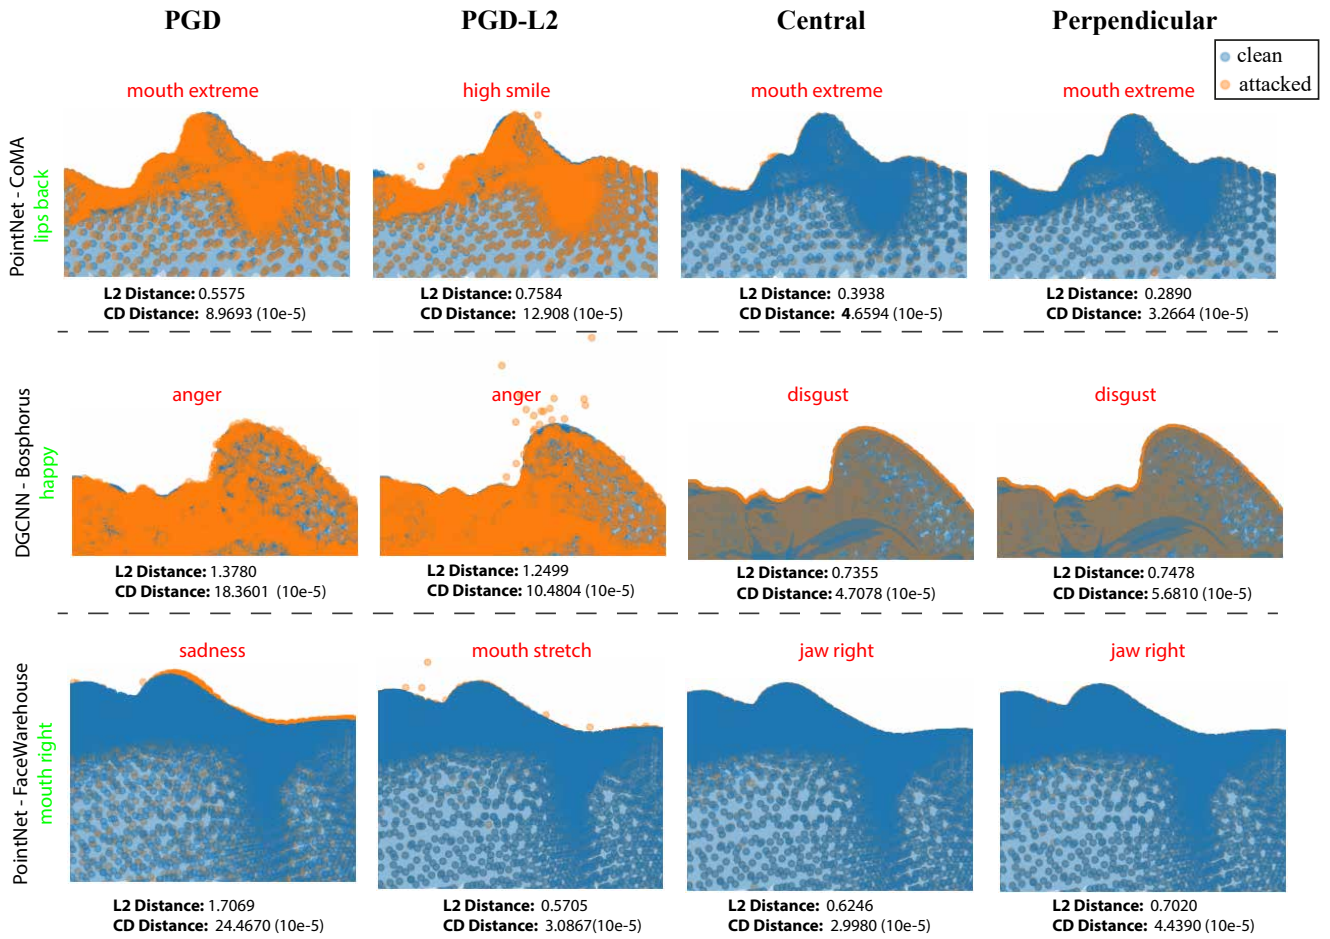 PGD PGD-L2 Central Perpendicular
clean
attacked
mouth extreme high smile mouth extreme mouth extreme
PointNet - CoMA
lips back
L2 Distance: 0.5575 L2 Distance: 0.7584 L2 Distance: 0.3938 L2 Distance: 0.2890
CD Distance: 8.9693 (10e-5) CD Distance: 12.908 (10e-5) CD Distance: 4.6594 (10e-5) CD Distance: 3.2664 (10e-5)
anger anger disgust disgust
DGCNN - Bosphorus
happy
L2 Distance: 1.3780 L2 Distance: 1.2499 L2 Distance: 0.7355 L2 Distance: 0.7478
CD Distance: 18.3601 (10e-5) CD Distance: 10.4804 (10e-5) CD Distance: 4.7078 (10e-5) CD Distance: 5.6810 (10e-5)
sadness mouth stretch jaw right jaw right
PointNet - FaceWarehouse
mouth right
L2 Distance: 1.7069 L2 Distance: 0.5705 L2 Distance: 0.6246 L2 Distance: 0.7020
CD Distance: 24.4670 (10e-5) CD Distance: 3.0867(10e-5) CD Distance: 2.9980 (10e-5) CD Distance: 4.4390 (10e-5)